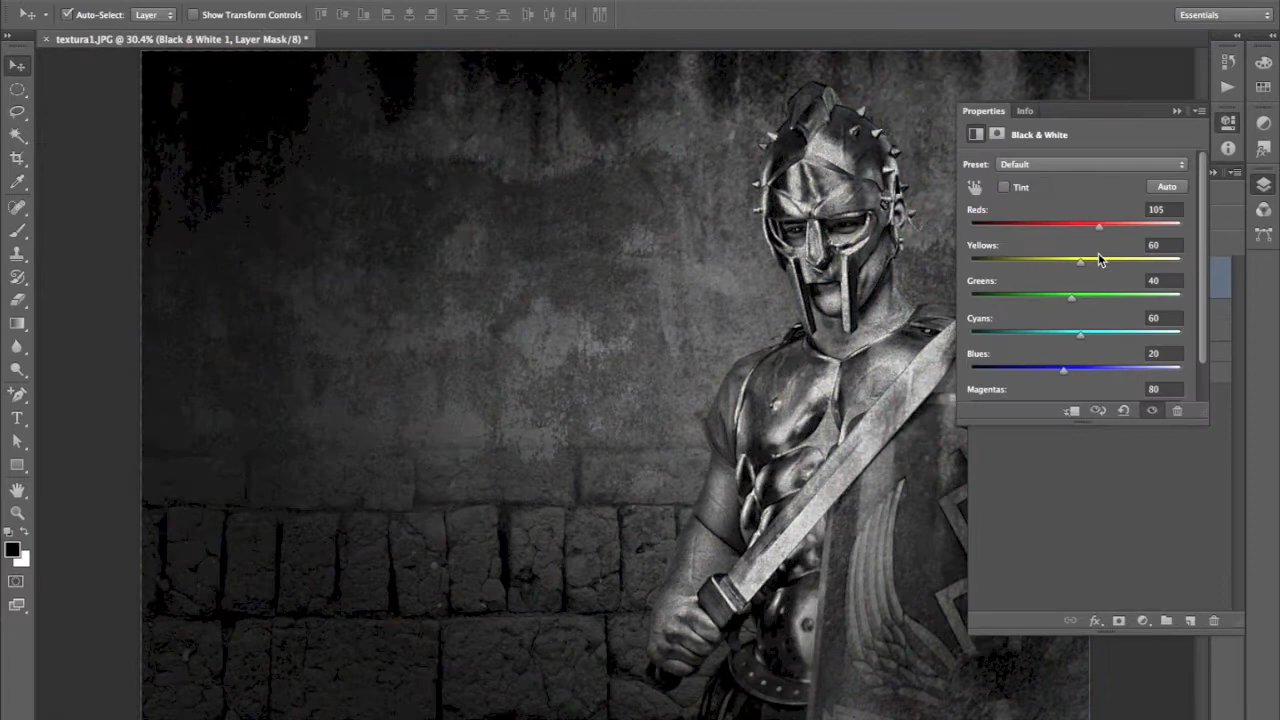 Auto-Select: Layer Show Transform Controls Essentials
textura1.JPG @ 30.4% (Black & White 1, Layer Mask/8) *
Properties Info
Black & White
Preset: Default
Tint Auto
Reds: 105
Yellows: 60
Greens: 40
Cyans: 60
Blues: 20
Magentas: 80
T
fx